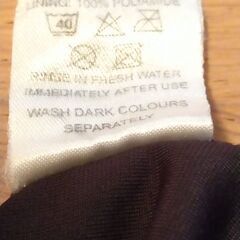 LINING: 100% POLYAMIDE
40
RINSE IN FRESH WATER
IMMEDIATELY AFTER USE
WASH DARK COLOURS
SEPARATELY